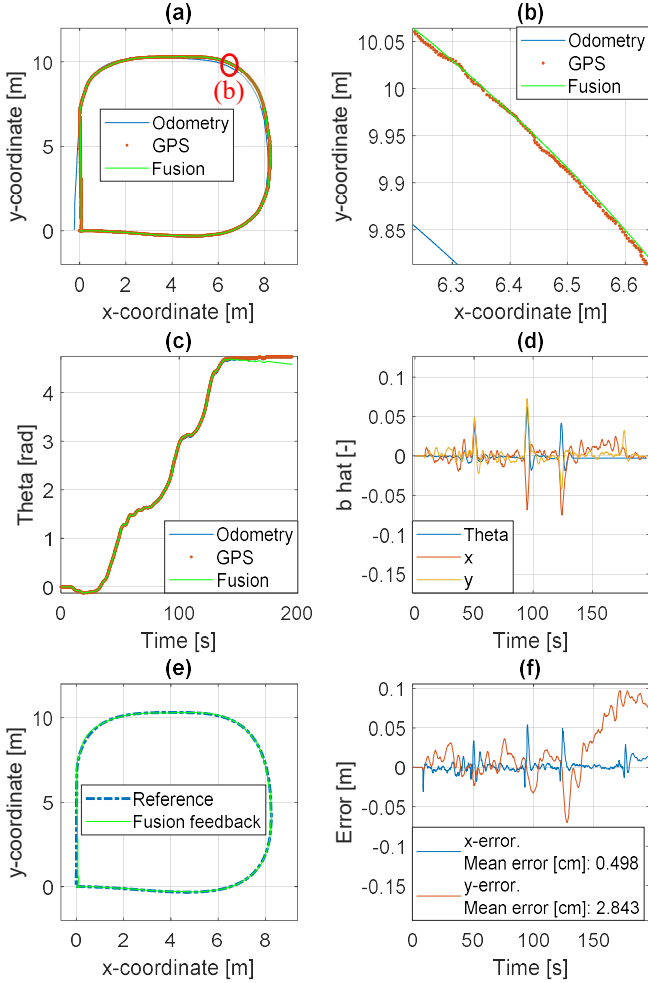 (a)
y-coordinate [m]
10
5
0
(b)
Odometry
GPS
Fusion
0 2 4 6 8
x-coordinate [m]
(b)
y-coordinate [m]
10.05
10
9.95
9.9
9.85
Odometry
GPS
Fusion
6.3 6.4 6.5 6.6
x-coordinate [m]
(c)
Theta [rad]
4
3
2
1
0
Odometry
GPS
Fusion
0 100 200
Time [s]
(d)
b hat [-]
0.1
0.05
0
-0.05
-0.1
-0.15
Theta
x
y
0 50 100 150
Time [s]
(e)
y-coordinate [m]
10
5
0
Reference
Fusion feedback
0 2 4 6 8
x-coordinate [m]
(f)
Error [m]
0.1
0.05
0
-0.05
-0.1
-0.15
x-error.
Mean error [cm]: 0.498
y-error.
Mean error [cm]: 2.843
0 50 100 150
Time [s]